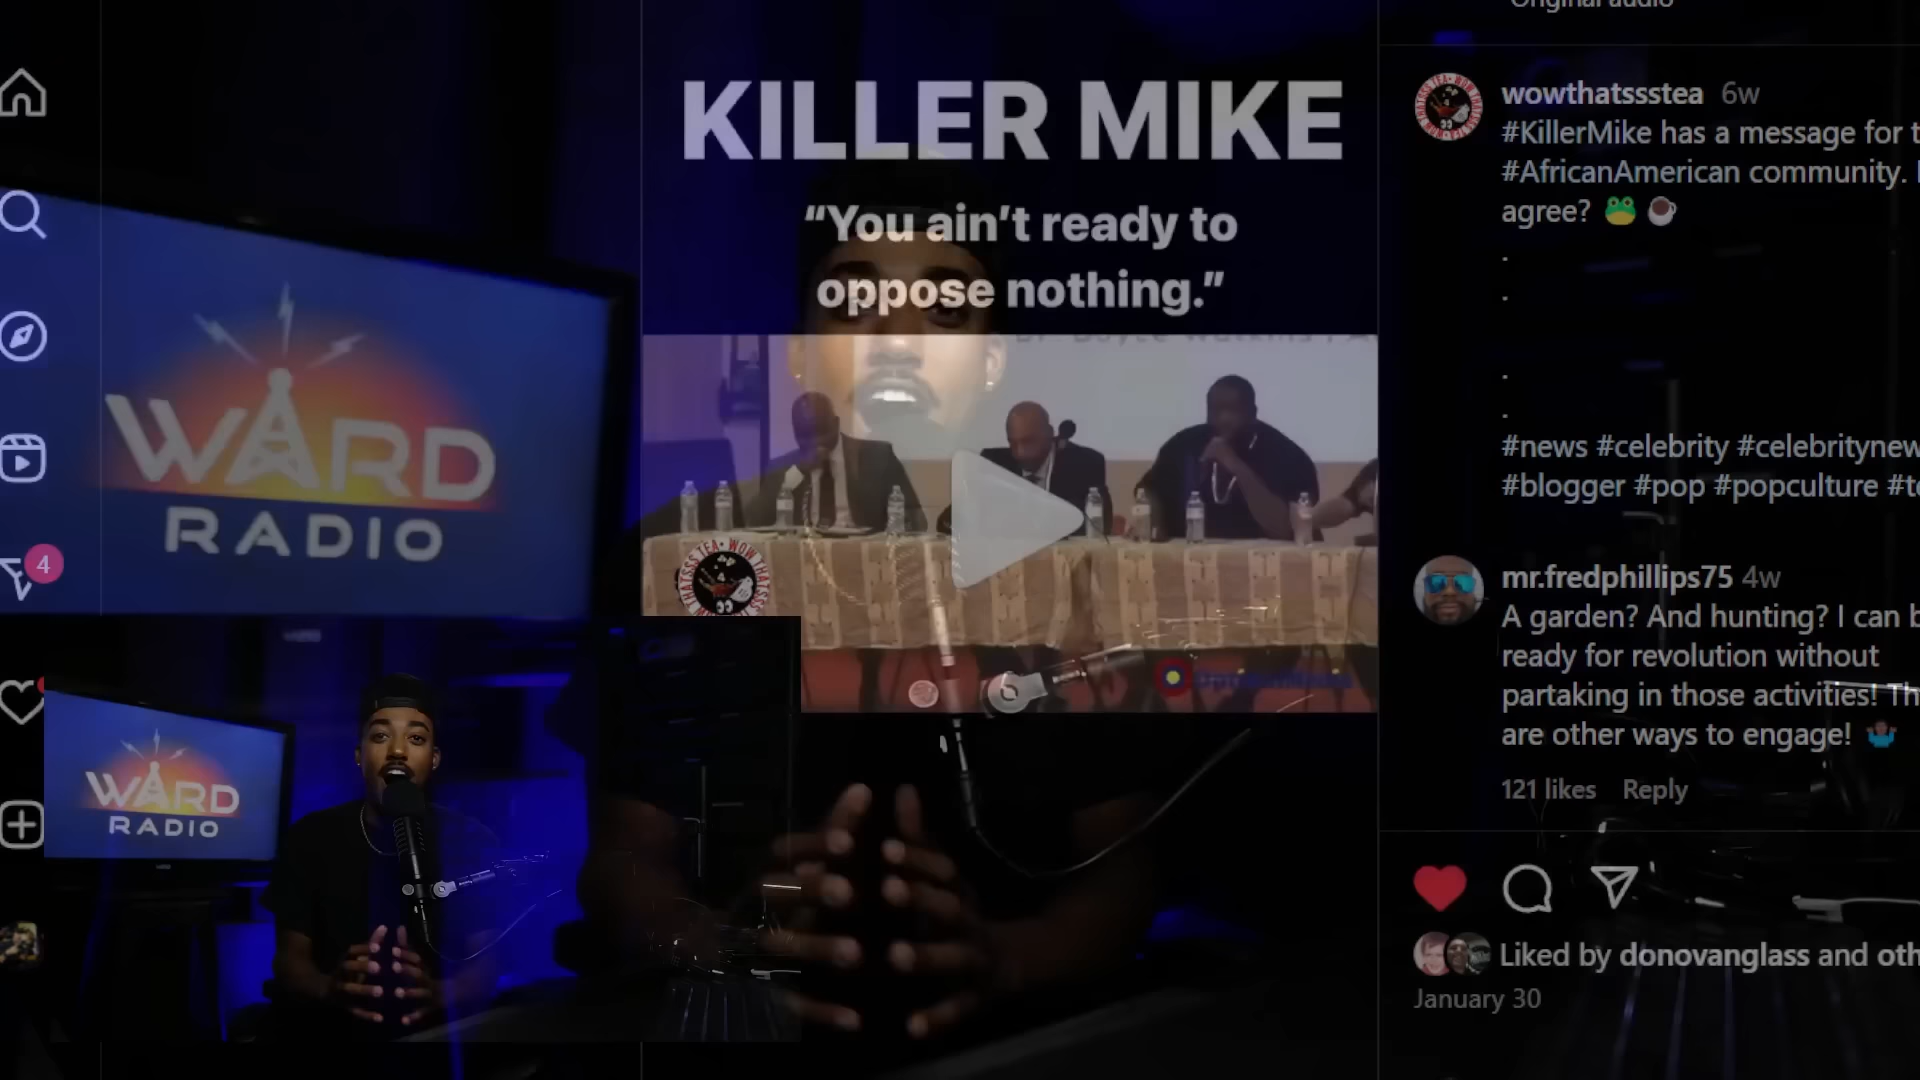 Original audio
KILLER MIKE
“You ain’t ready to
oppose nothing.”
WARD
RADIO
4
WARD
RADIO
wowthatssstea 6w
#KillerMike has a message for
#AfricanAmerican community.
agree? 🐸 ☕
.
.
.
.
#news #celebrity
#blogger #pop #popculture
mr.fredphillips75 4w
A garden? And hunting? I can
ready for revolution without
partaking in those activities!
are other ways to engage! 🤷🏾‍♂️
121 likes Reply
Liked by donovanglass and
January 30